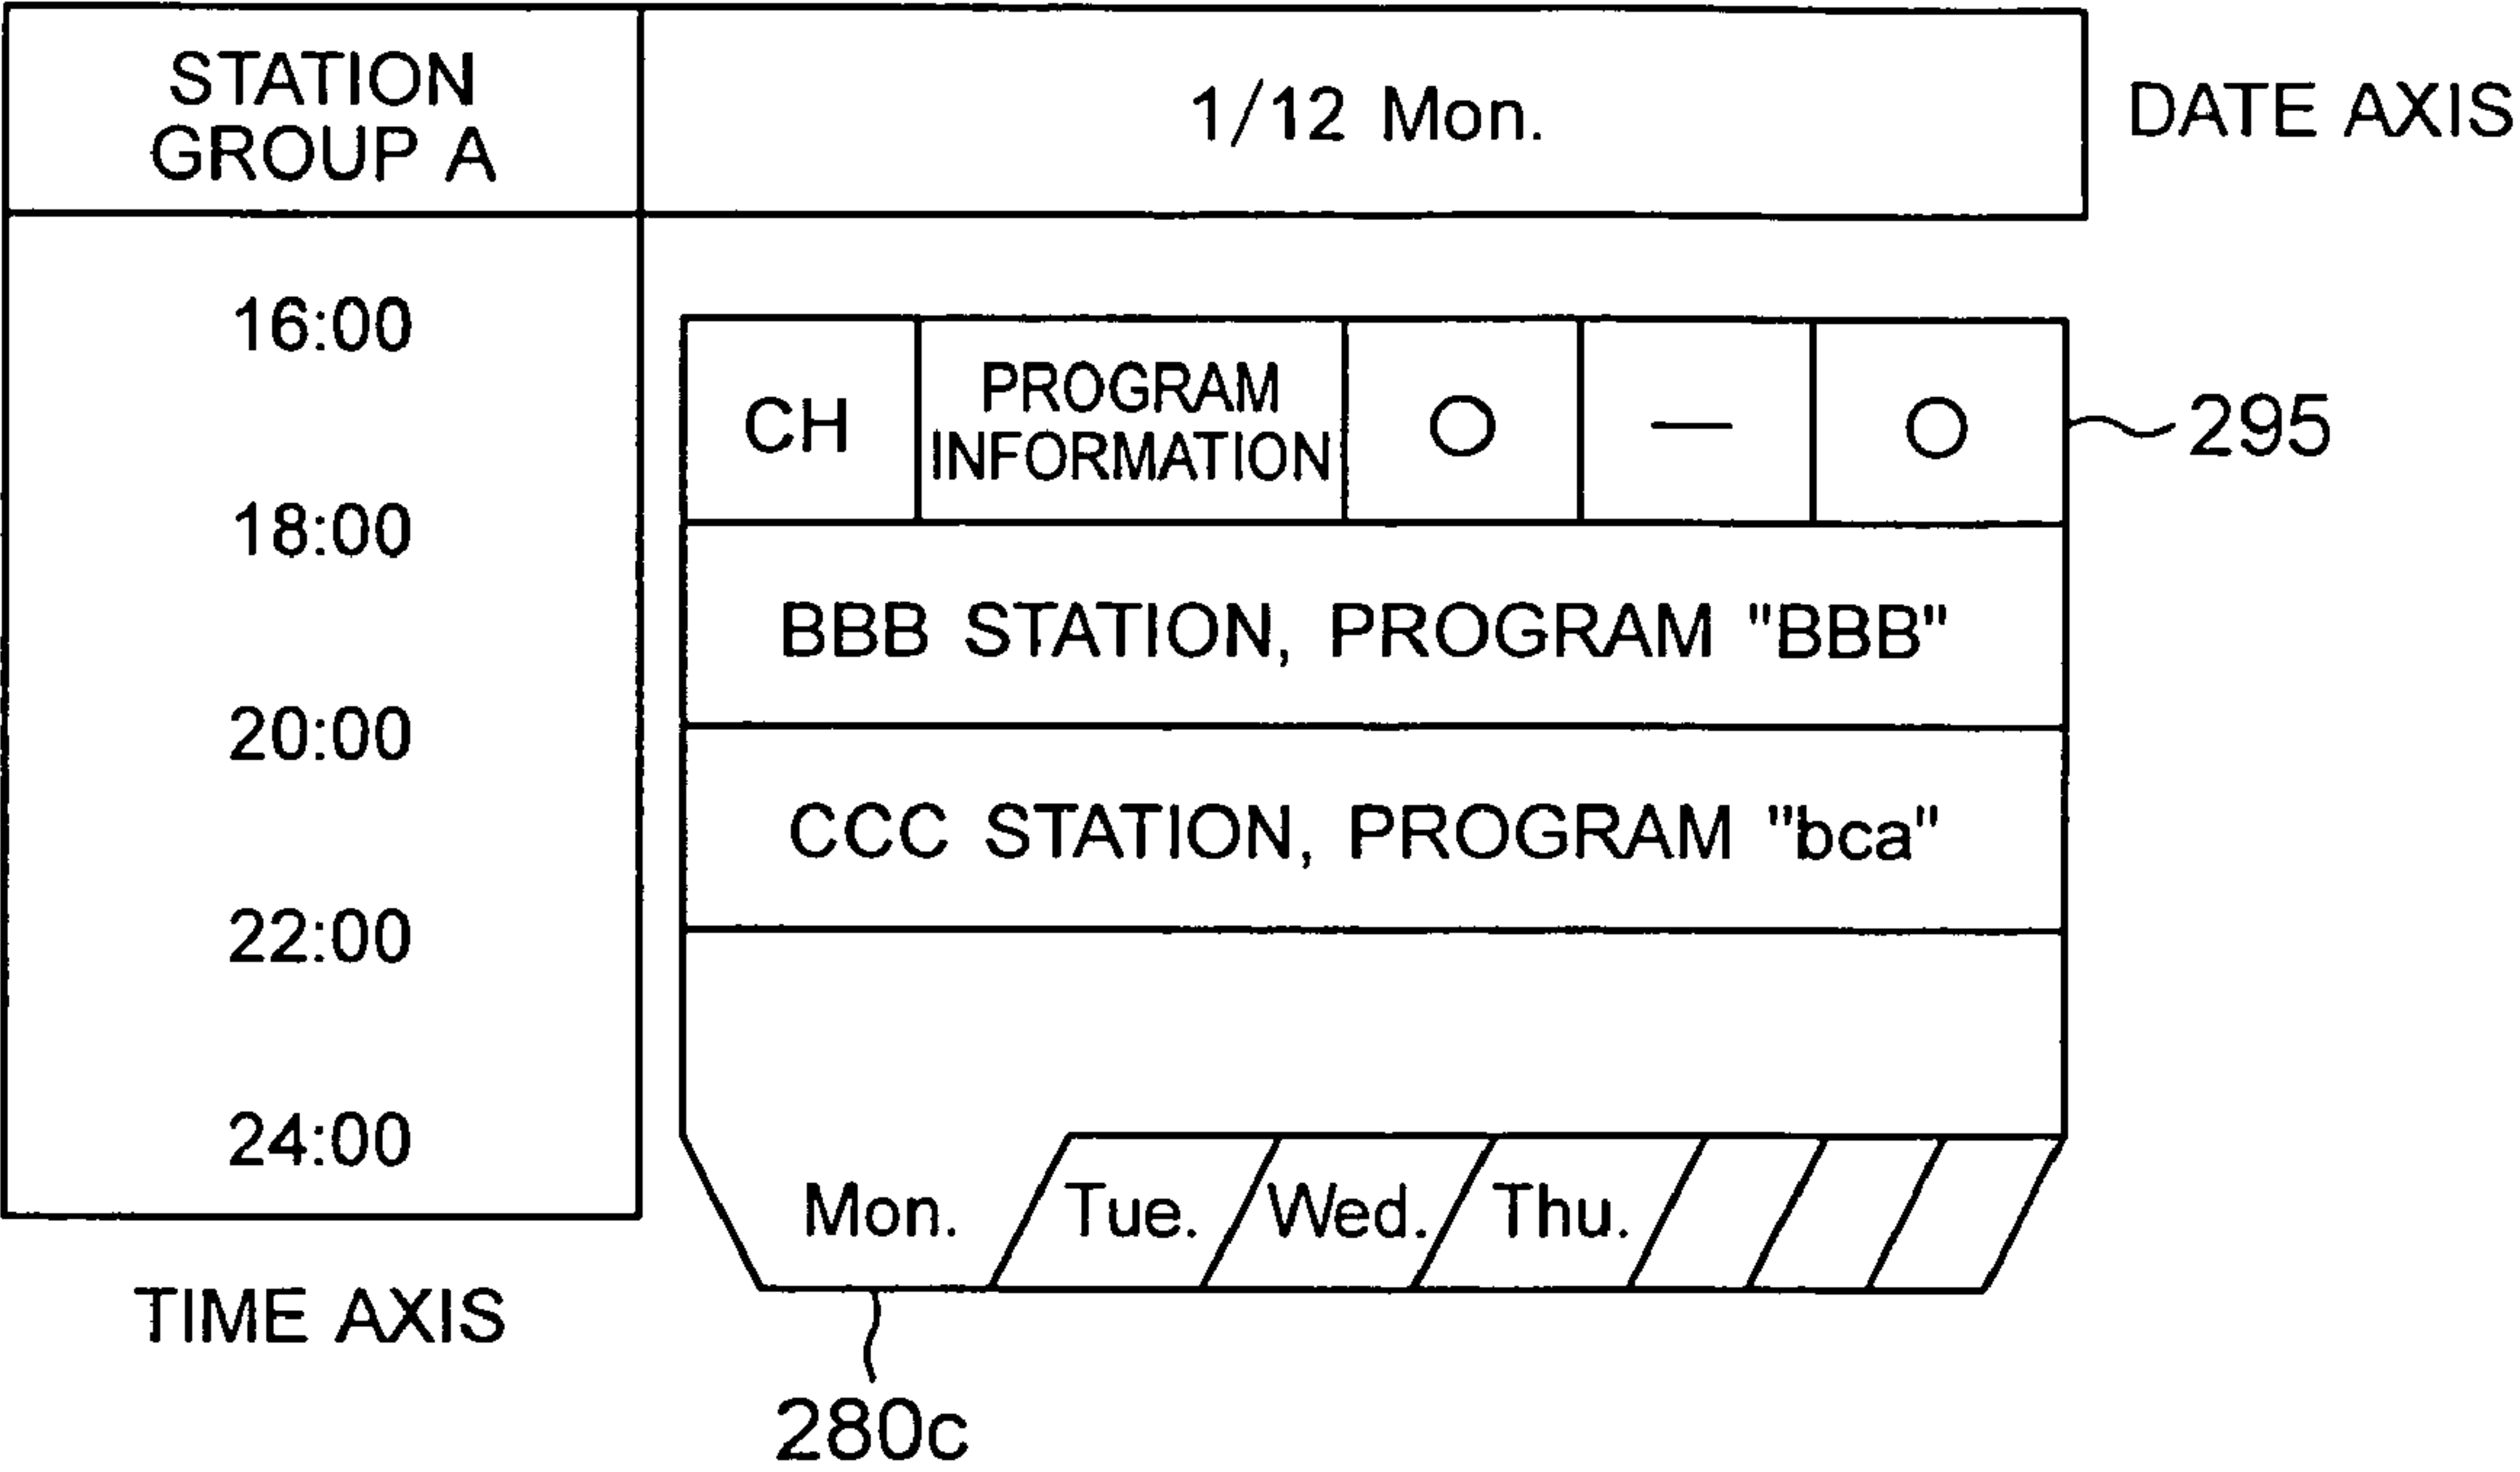 STATION
GROUP A
1/12 Mon.
DATE AXIS
16:00
18:00
20:00
22:00
24:00
TIME AXIS
CH
PROGRAM
INFORMATION
○
—
○
295
BBB STATION, PROGRAM "BBB"
CCC STATION, PROGRAM "bca"
Mon.
Tue.
Wed.
Thu.
280c